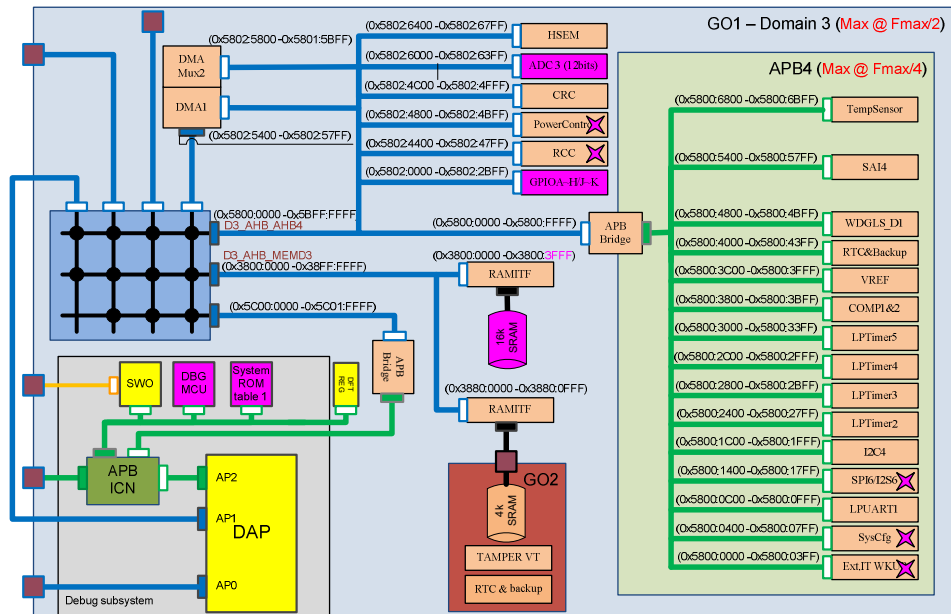 GO1 – Domain 3 (Max @ Fmax/2)
(0x5802:6400 -0x5802:67FF)
HSEM
(0x5802:5800 -0x5801:5BFF)
DMA
Mux2
(0x5802:6000 -0x5802:63FF)
ADC3 (12bits)
APB4 (Max @ Fmax/4)
DMA1
(0x5802:4C00 -0x5802:4FFF)
CRC
(0x5802:5400 -0x5802:57FF)
(0x5802:4800 -0x5802:4BFF)
PowerContro
(0x5802:4400 -0x5802:47FF)
RCC
(0x5802:0000 -0x5802:2BFF)
GPIOA-H/J-K
(0x5800:6800 -0x5800:6BFF)
TempSensor
(0x5800:5400 -0x5800:57FF)
SAI4
(0x5800:0000 -0x5BFF:FFFF)
D3_AHB_AHB4
(0x5800:0000 -0x5800:FFFF)
APB
Bridge
(0x5800:4800 -0x5800:4BFF)
WDGLS_D1
(0x5800:4000 -0x5800:43FF)
RTC&Backup
D3_AHB_MEMD3
(0x3800:0000 -0x38FF:FFFF)
(0x3800:0000 -0x3800:3FFF)
RAMITF
16k
SRAM
(0x5800:3C00 -0x5800:3FFF)
VREF
(0x5800:3800 -0x5800:3BFF)
COMP1&2
(0x5C00:0000 -0x5C01:FFFF)
APB
Bridge
(0x5800:3000 -0x5800:33FF)
LPTimer5
(0x5800:2C00 -0x5800:2FFF)
LPTimer4
(0x5800:2800 -0x5800:2BFF)
LPTimer3
(0x5800:2400 -0x5800:27FF)
LPTimer2
(0x3880:0000 -0x3880:0FFF)
RAMITF
SWO
DBG
MCU
System
ROM
table 1
DFT
REG
(0x5800:1C00 -0x5800:1FFF)
I2C4
(0x5800:1400 -0x5800:17FF)
SPI6/I2S6
(0x5800:0C00 -0x5800:0FFF)
LPUART1
(0x5800:0400 -0x5800:07FF)
SysCfg
(0x5800:0000 -0x5800:03FF)
Ext.IT WKU
APB
ICN
AP2
AP1
DAP
AP0
Debug subsystem
GO2
4k
SRAM
TAMPER VT
RTC & backup